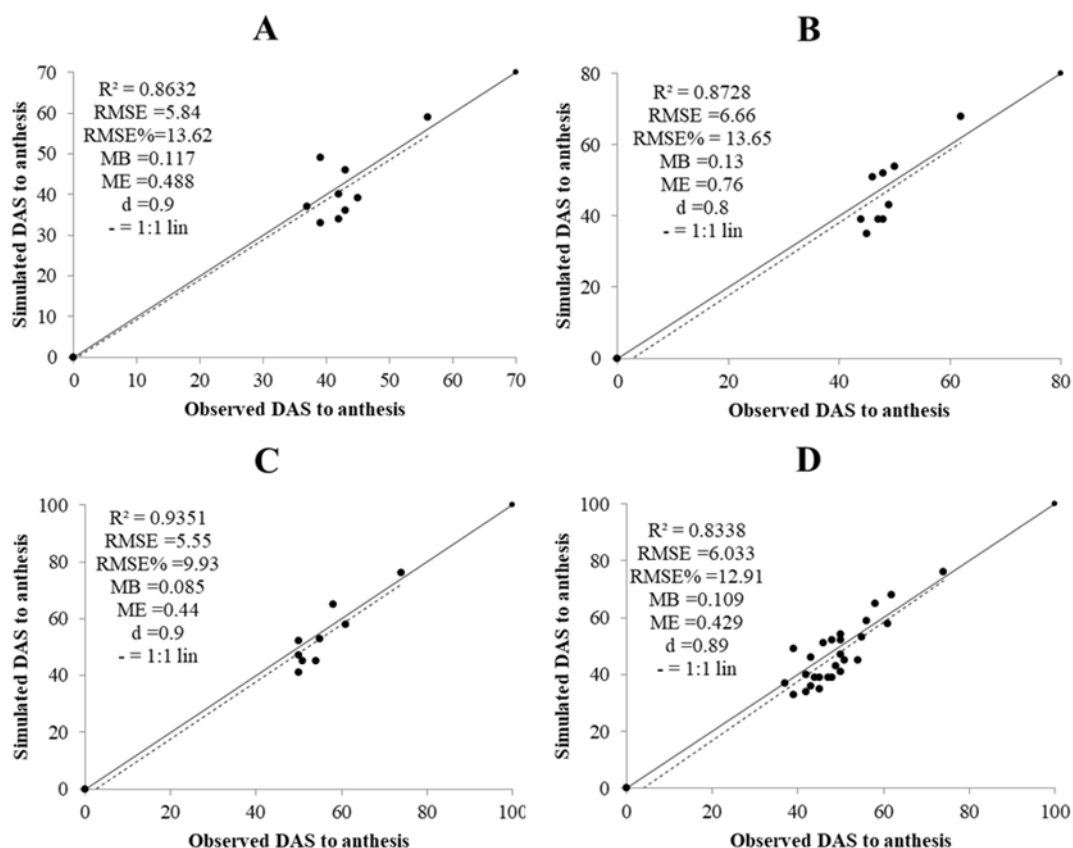 A
70
60
50
40
30
20
10
0
Simulated DAS to anthesis
R² = 0.8632
RMSE =5.84
RMSE%=13.62
MB =0.117
ME =0.488
d =0.9
- = 1:1 lin
0 10 20 30 40 50 60 70
Observed DAS to anthesis
B
80
60
40
20
0
Simulated DAS to anthesis
R² = 0.8728
RMSE =6.66
RMSE% = 13.65
MB =0.13
ME =0.76
d =0.8
- = 1:1 lin
0 20 40 60 80
Observed DAS to anthesis
C
100
80
60
40
20
0
Simulated DAS to anthesis
R² = 0.9351
RMSE =5.55
RMSE% =9.93
MB =0.085
ME =0.44
d =0.9
- = 1:1 lin
0 20 40 60 80 100
Observed DAS to anthesis
D
100
80
60
40
20
0
Simulated DAS to anthesis
R² = 0.8338
RMSE =6.033
RMSE% =12.91
MB =0.109
ME =0.429
d =0.89
- = 1:1 lin
0 20 40 60 80 100
Observed DAS to anthesis